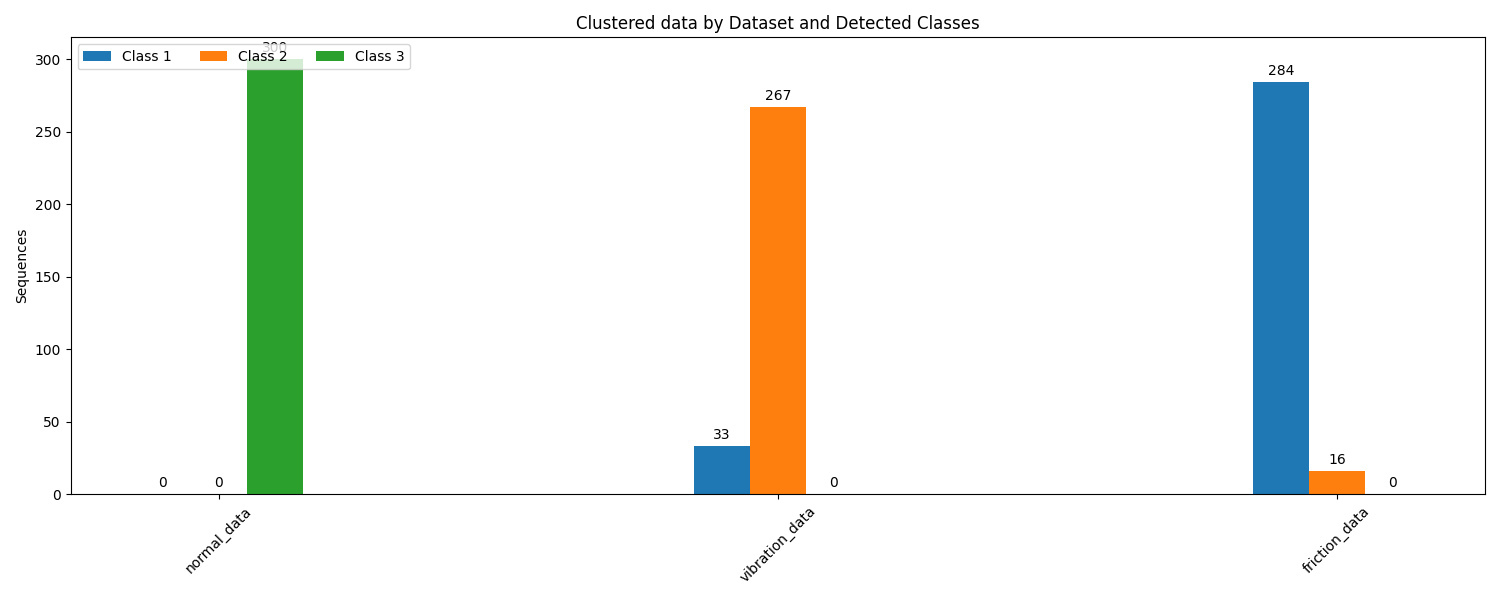 Clustered data by Dataset and Detected Classes
Class 1 Class 2 Class 3
300
Sequences
300
250
200
150
100
50
0
0 0
33 267 0
284 16 0
normal_data vibration_data friction_data